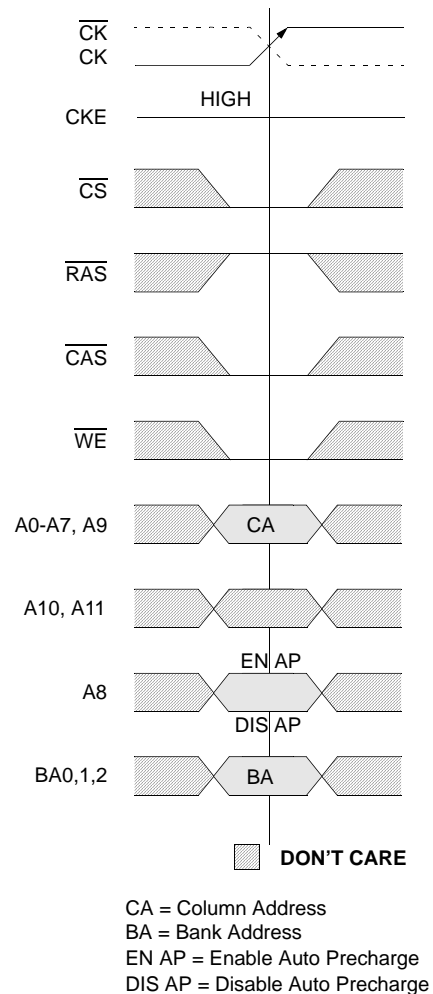 CK
CK
HIGH
CKE
CS
RAS
CAS
WE
A0-A7, A9
CA
A10, A11
EN AP
A8
DIS AP
BA0,1,2
BA
DON'T CARE
CA = Column Address
BA = Bank Address
EN AP = Enable Auto Precharge
DIS AP = Disable Auto Precharge